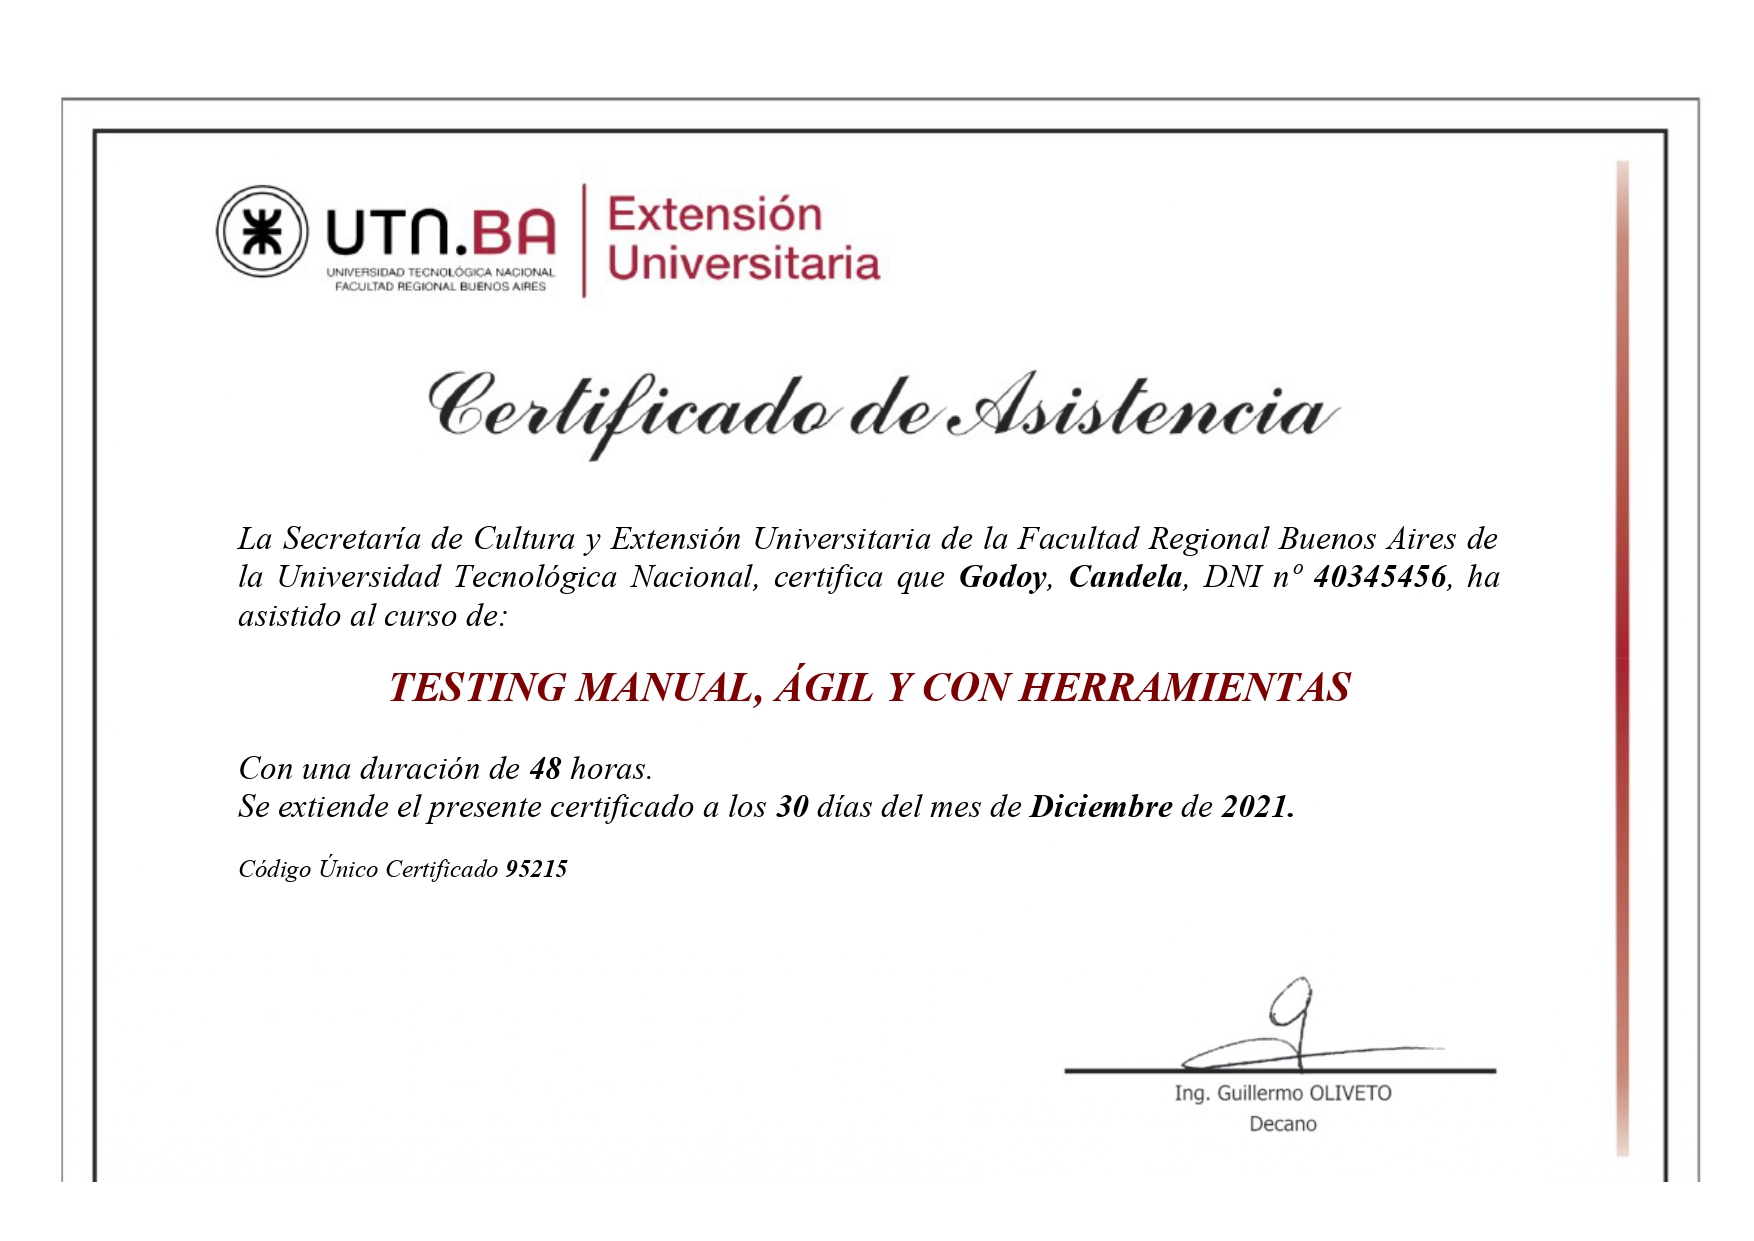 UTN.BA
UNIVERSIDAD TECNOLÓGICA NACIONAL
FACULTAD REGIONAL BUENOS AIRES
Extensión
Universitaria
Certificado de Asistencia
La Secretaría de Cultura y Extensión Universitaria de la Facultad Regional Buenos Aires de
la Universidad Tecnológica Nacional, certifica que Godoy, Candela, DNI nº 40345456, ha
asistido al curso de:
TESTING MANUAL, ÁGIL Y CON HERRAMIENTAS
Con una duración de 48 horas.
Se extiende el presente certificado a los 30 días del mes de Diciembre de 2021.
Código Único Certificado 95215
Ing. Guillermo OLIVETO
Decano